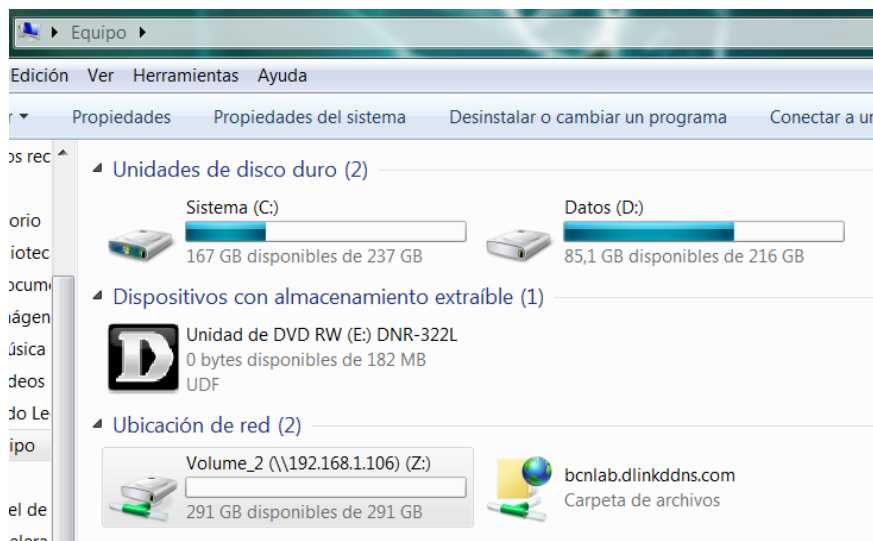 Equipo
Edición Ver Herramientas Ayuda
Propiedades Propiedades del sistema Desinstalar o cambiar un programa Conectar a
Unidades de disco duro (2)
Sistema (C:) Datos (D:)
167 GB disponibles de 237 GB 85,1 GB disponibles de 216 GB
Dispositivos con almacenamiento extraíble (1)
Unidad de DVD RW (E:) DNR-322L
0 bytes disponibles de 182 MB
UDF
Ubicación de red (2)
Volume_2 (\\192.168.1.106) (Z:) bcnlab.dlinkddns.com
291 GB disponibles de 291 GB Carpeta de archivos